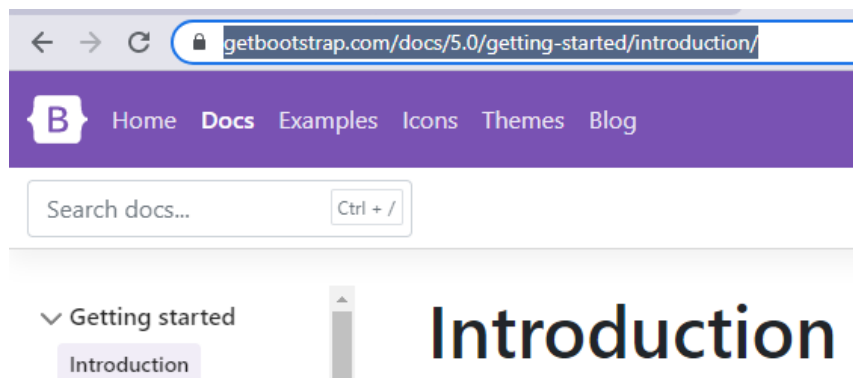 getbootstrap.com/docs/5.0/getting-started/introduction/
B Home Docs Examples Icons Themes Blog
Search docs... Ctrl + /
Getting started
Introduction
Introduction